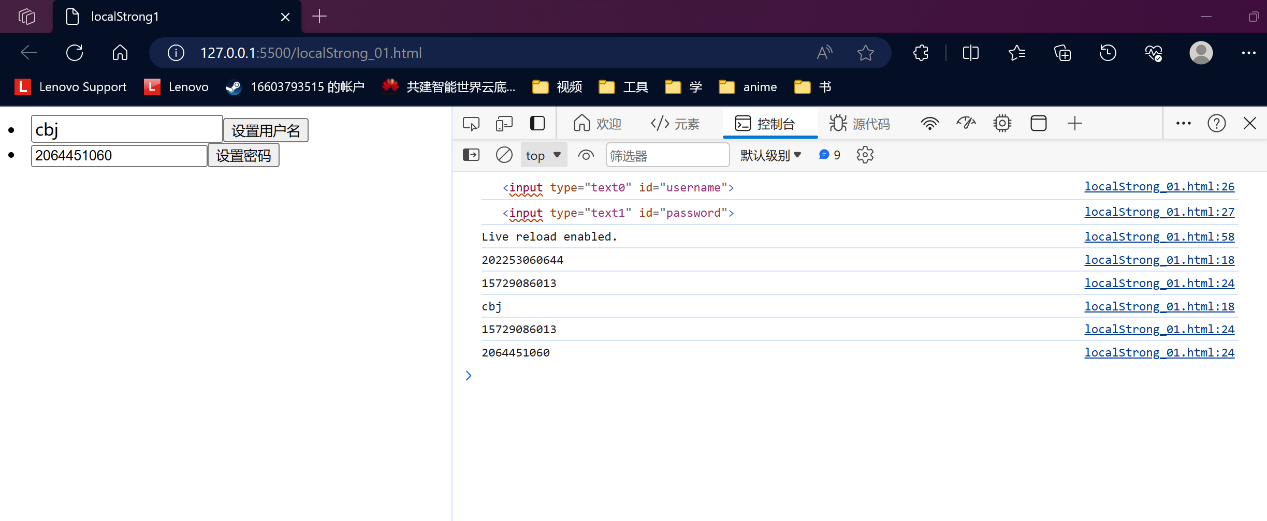 localStrong1
127.0.0.1:5500/localStrong_01.html
Lenovo Support Lenovo 16603793515 的帐户 共建智能世界云底... 视频 工具 学 anime 书
cbj 设置用户名
2064451060 设置密码
欢迎 元素 控制台 源代码
top 筛选器 默认级别 9
<input type="text0" id="username"> localStrong_01.html:26
<input type="text1" id="password"> localStrong_01.html:27
Live reload enabled. localStrong_01.html:58
202253060644 localStrong_01.html:18
15729086013 localStrong_01.html:24
cbj localStrong_01.html:18
15729086013 localStrong_01.html:24
2064451060 localStrong_01.html:24